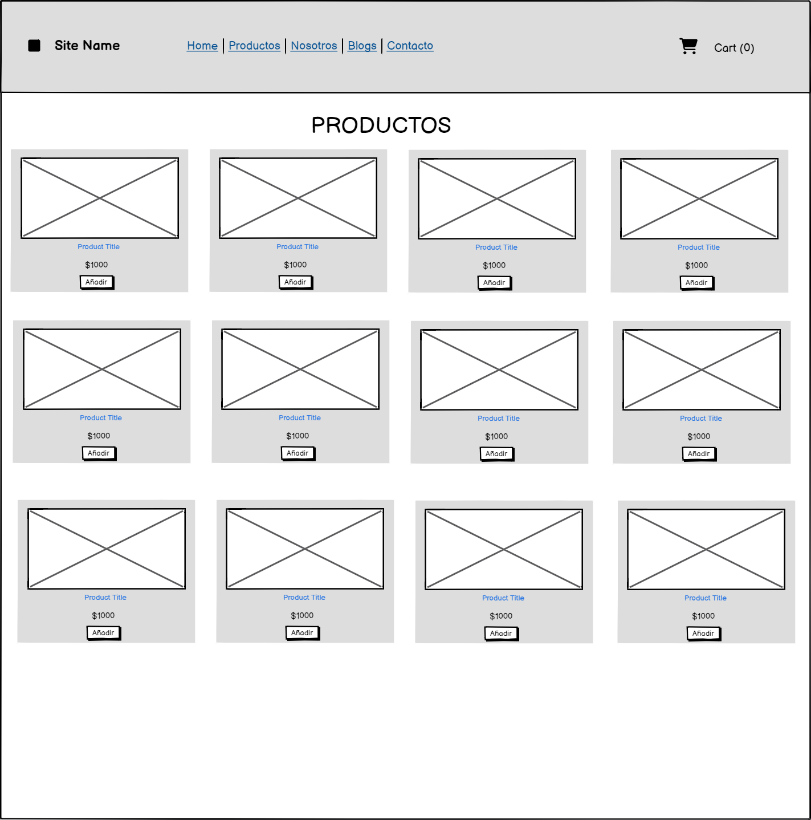 Site Name
Home | Productos | Nosotros | Blogs | Contacto
Cart (0)
PRODUCTOS
Product Title
$1000
Añadir
Product Title
$1000
Añadir
Product Title
$1000
Añadir
Product Title
$1000
Añadir
Product Title
$1000
Añadir
Product Title
$1000
Añadir
Product Title
$1000
Añadir
Product Title
$1000
Añadir
Product Title
$1000
Añadir
Product Title
$1000
Añadir
Product Title
$1000
Añadir
Product Title
$1000
Añadir